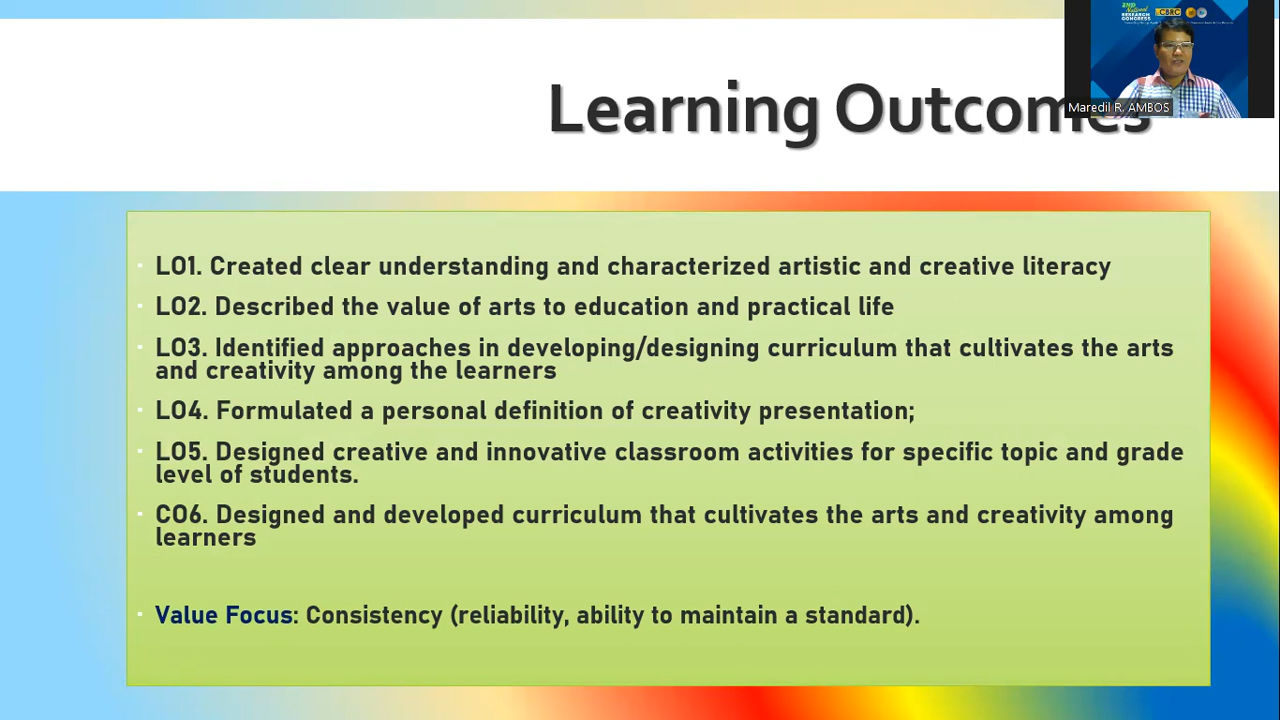 Learning Outcomes
RESEARCH
CONGRESS
CBRC
Maredil R. AMBOS
LO1. Created clear understanding and characterized artistic and creative literacy
LO2. Described the value of arts to education and practical life
LO3. Identified approaches in developing/designing curriculum that cultivates the arts
and creativity among the learners
LO4. Formulated a personal definition of creativity presentation;
LO5. Designed creative and innovative classroom activities for specific topic and grade
level of students.
CO6. Designed and developed curriculum that cultivates the arts and creativity among
learners
Value Focus: Consistency (reliability, ability to maintain a standard).